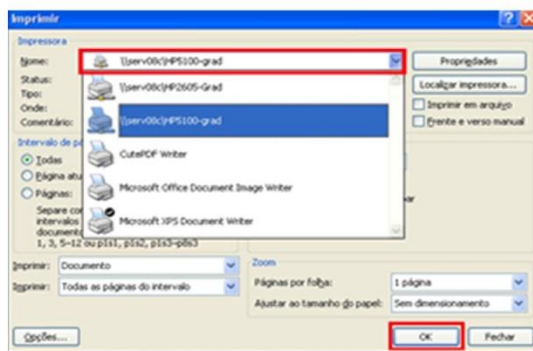 Imprimir
Impressora
Nome: \\serv08c\HP5100-grad Propriedades
Status: \\serv08c\HP2605-Grad Localizar impressora...
Tipo:
Onde: \\serv08c\HP5100-grad Imprimir em arquivo
Comentário: Frente e verso manual
Intervalo de
Todas CutePDF Writer
Página
Páginas: Microsoft Office Document Image Writer
Separe
intervalos Microsoft XPS Document Writer
1, 3, 5-12 ou p1s1, p1s2, p1s3-p8s3
Imprimir: Documento
Imprimir: Todas as páginas do intervalo
Zoom
Páginas por folha: 1 página
Ajustar ao tamanho do papel: Sem dimensionamento
Opções... OK Fechar